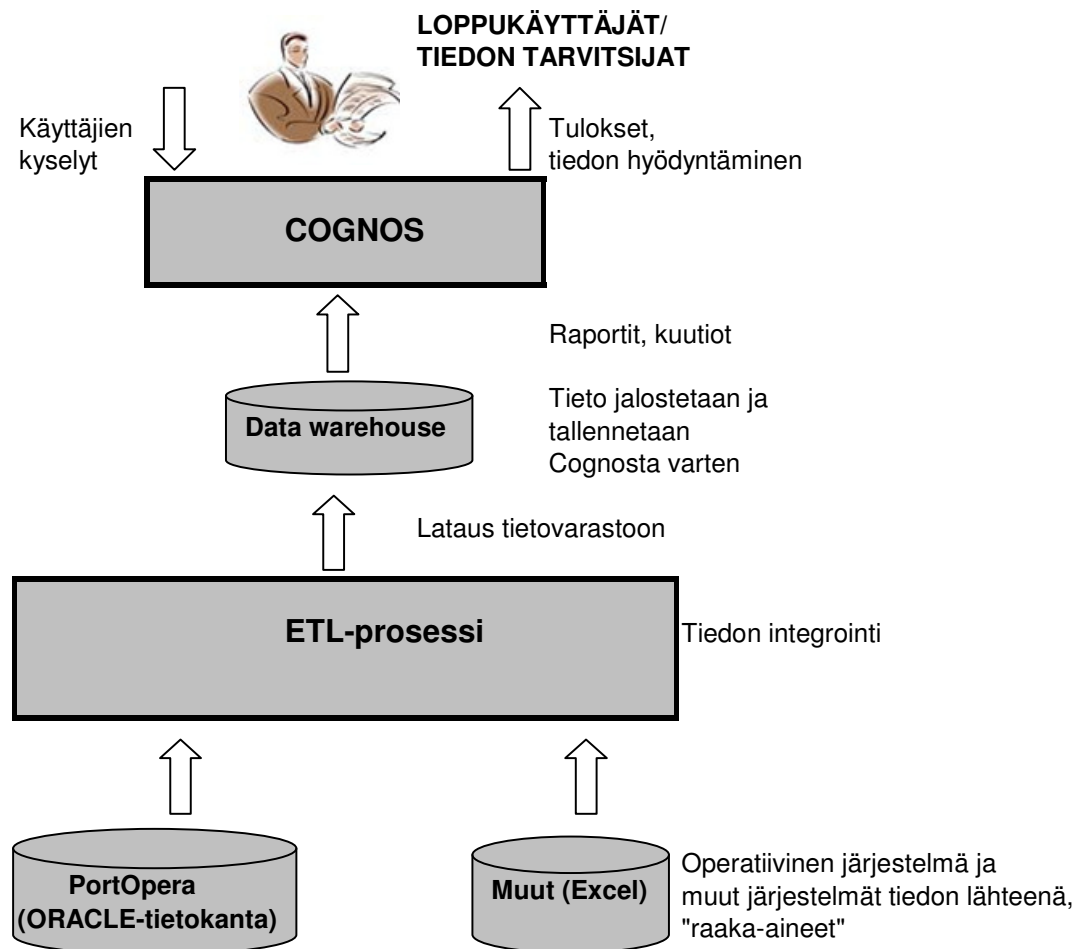 LOPPUKÄYTTÄJÄT/
TIEDON TARVITSIJAT
Käyttäjien
kyselyt
Tulokset,
tiedon hyödyntäminen
COGNOS
Raportit, kuutiot
Data warehouse
Tieto jalostetaan ja
tallennetaan
Cognosta varten
Lataus tietovarastoon
ETL-prosessi
Tiedon integrointi
PortOpera
(ORACLE-tietokanta)
Muut (Excel)
Operatiivinen järjestelmä ja
muut järjestelmät tiedon lähteenä,
"raaka-aineet"